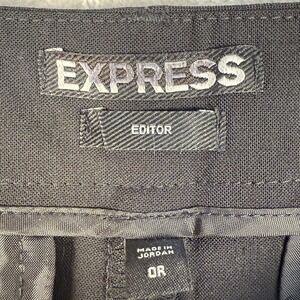 EXPRESS
EDITOR
MADE IN
JORDAN
0R